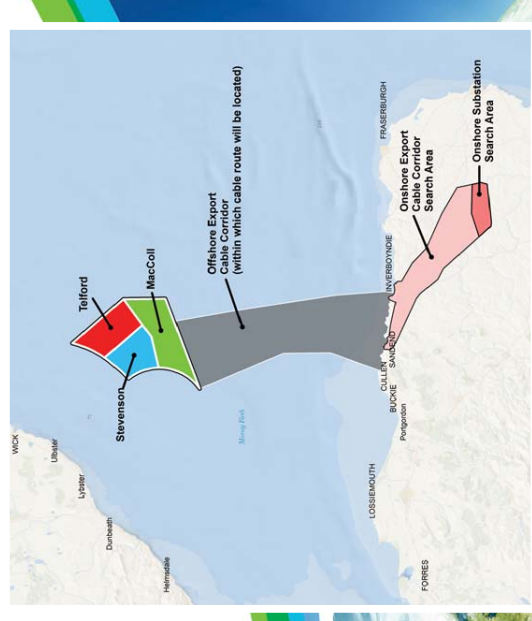 WICK
Ulbster
Lybster
Dunbeath
Helmsdale
Telford
MacColl
Stevenson
Moray Firth
Offshore Export
Cable Corridor
(within which cable route will be located)
FRASERBURGH
INVERBOYNDIE
SANDEND
CULLEN
BUCKIE
Portgordon
LOSSIEMOUTH
FORRES
Onshore Export
Cable Corridor
Search Area
Onshore Substation
Search Area